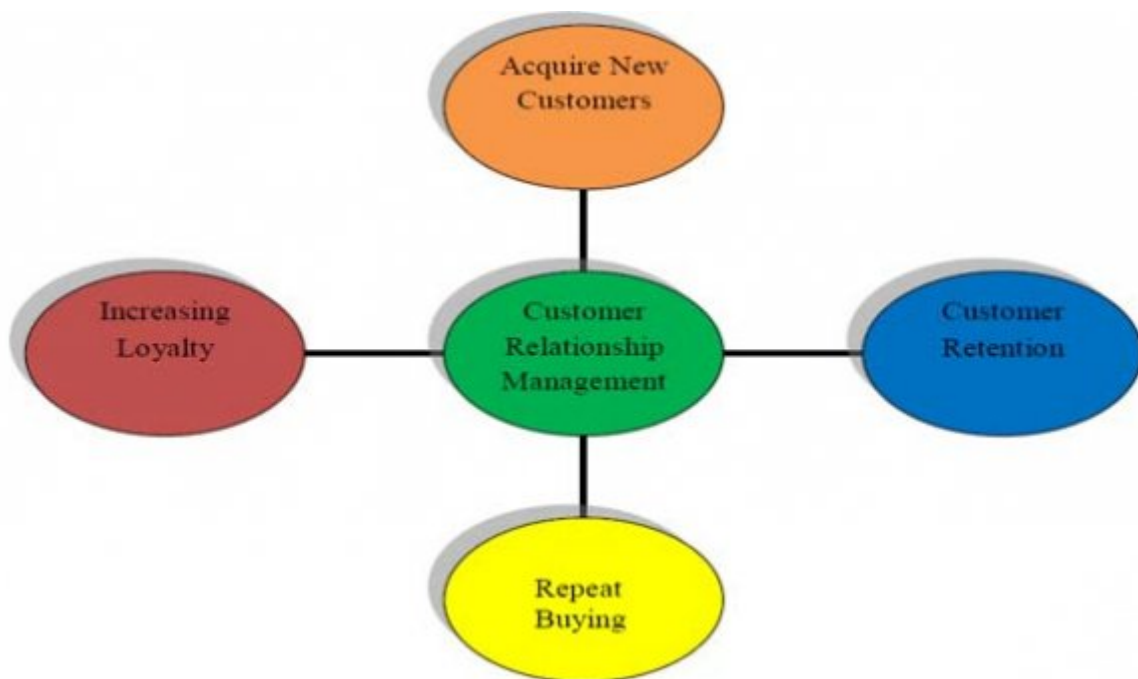 Acquire New
Customers
Increasing
Loyalty
Customer
Relationship
Management
Customer
Retention
Repeat
Buying